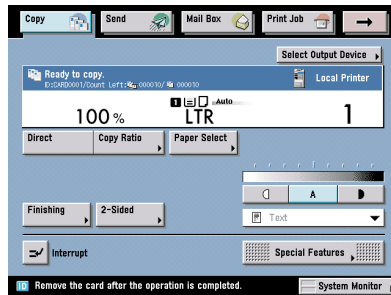 Copy
Send
Mail Box
Print Job
Select Output Device
Ready to copy.
Local Printer
ID:CARD0001/Count Left: 000010/ 000010
1 Auto
100 %
LTR
1
Direct
Copy Ratio
Paper Select
A
Finishing
2-Sided
Text
Interrupt
Special Features
ID Remove the card after the operation is completed.
System Monitor